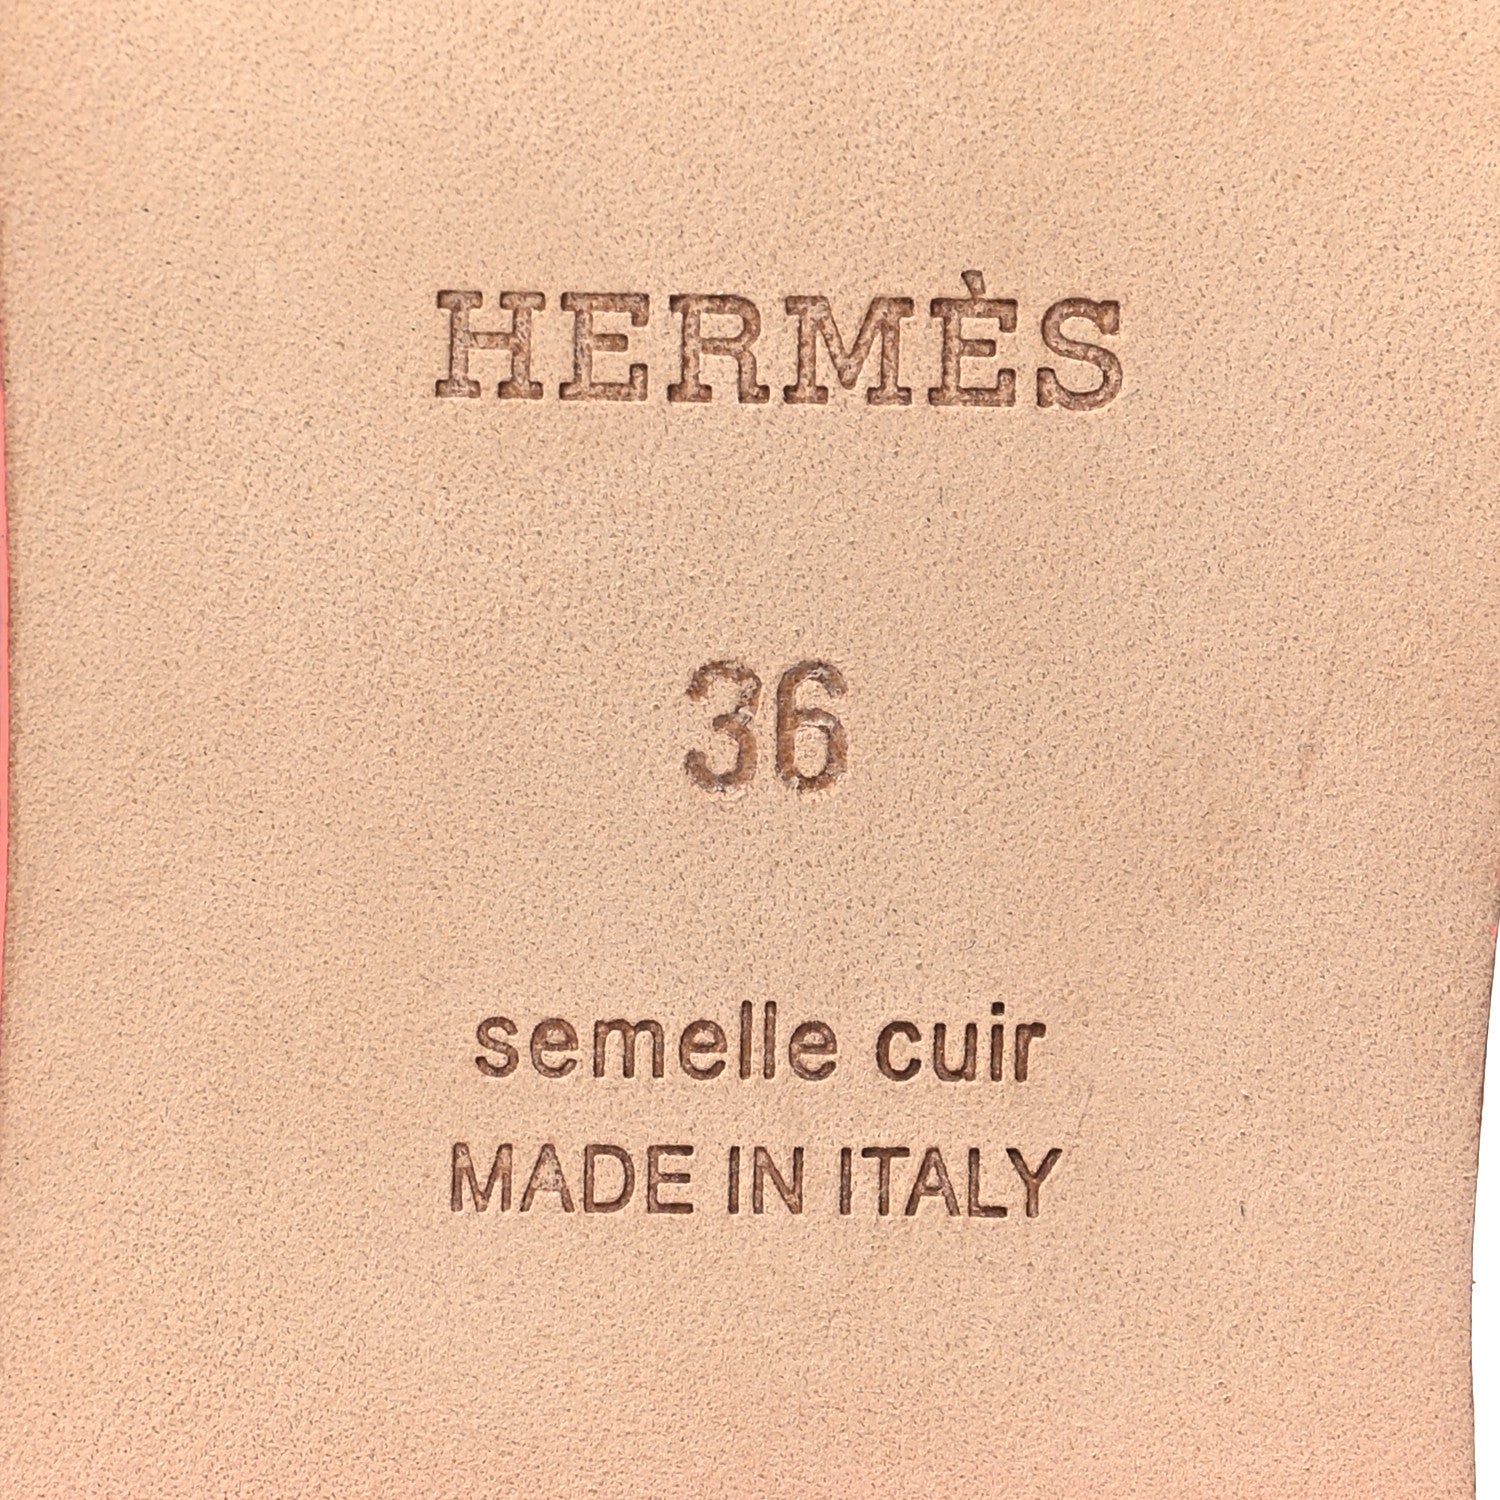 HERMÈS
36
semelle cuir
MADE IN ITALY